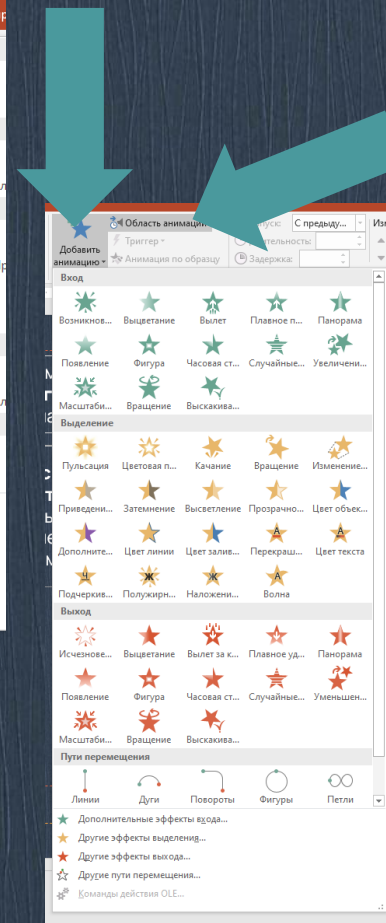 Область анимации
С предыду...
Добавить анимацию
Триггер
Анимация по образцу
Задержка:
Вход
Возникнов... Выцветание Вылет Плавное п... Панорама
Появление Фигура Часовая ст... Случайные... Увеличени...
Масштаби... Вращение Выскакива...
Выделение
Пульсация Цветовая п... Качание Вращение Изменение...
Приведени... Затемнение Высветление Прозрачно... Цвет объек...
Дополните... Цвет линии Цвет залив... Перекраш... Цвет текста
Подчеркив... Полужирн... Наложени... Волна
Выход
Исчезнове... Выцветание Вылет за к... Плавное уд... Панорама
Появление Фигура Часовая ст... Случайные... Уменьшен...
Масштаби... Вращение Выскакива...
Пути перемещения
Линии Дуги Повороты Фигуры Петли
Дополнительные эффекты входа...
Другие эффекты выделения...
Другие эффекты выхода...
Другие пути перемещения...
Команды действия OLE...